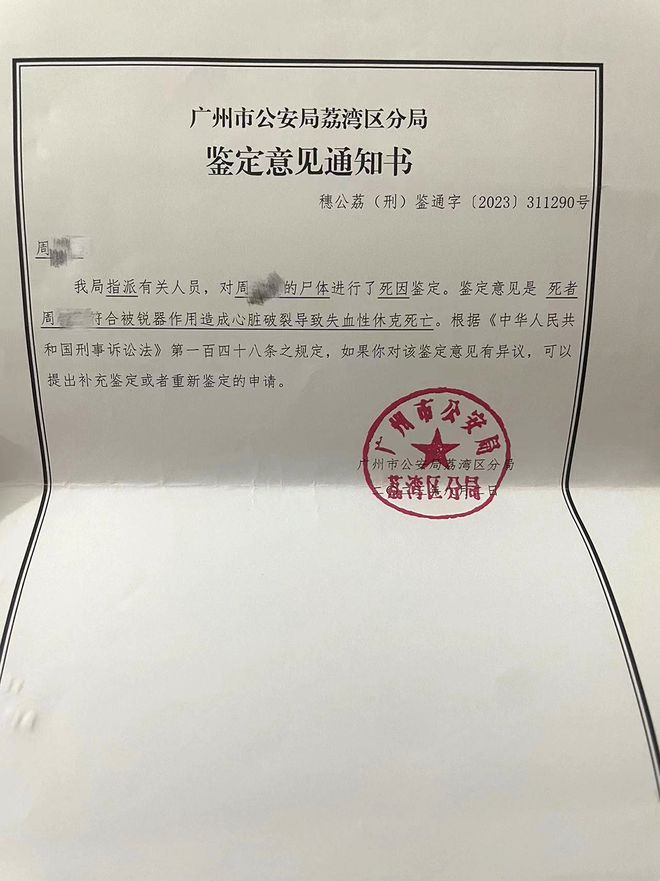 广州市公安局荔湾区分局
鉴定意见通知书
穗公荔（刑）鉴通字〔2023〕311290号
周
我局指派有关人员，对周的尸体进行了死因鉴定。鉴定意见是 死者
周符合被锐器作用造成心脏破裂导致失血性休克死亡。根据《中华人民共
和国刑事诉讼法》第一百四十八条之规定，如果你对该鉴定意见有异议，可以
提出补充鉴定或者重新鉴定的申请。
广州市公安局
广州市公安局荔湾区分局
荔湾区分局